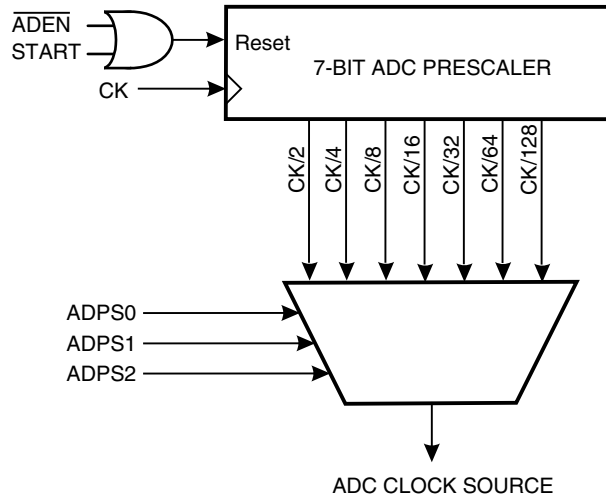 ADEN
START
Reset
7-BIT ADC PRESCALER
CK
CK/2
CK/4
CK/8
CK/16
CK/32
CK/64
CK/128
ADPS0
ADPS1
ADPS2
ADC CLOCK SOURCE